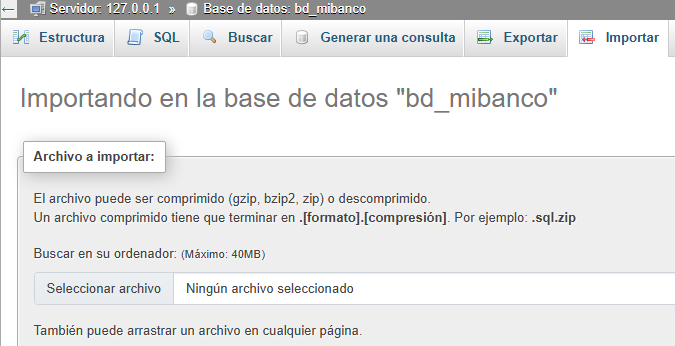 Servidor: 127.0.0.1 » Base de datos: bd_mibanco
Estructura SQL Buscar Generar una consulta Exportar Importar
Importando en la base de datos "bd_mibanco"
Archivo a importar:
El archivo puede ser comprimido (gzip, bzip2, zip) o descomprimido.
Un archivo comprimido tiene que terminar en .[formato].[compresión]. Por ejemplo: .sql.zip
Buscar en su ordenador: (Máximo: 40MB)
Seleccionar archivo Ningún archivo seleccionado
También puede arrastrar un archivo en cualquier página.